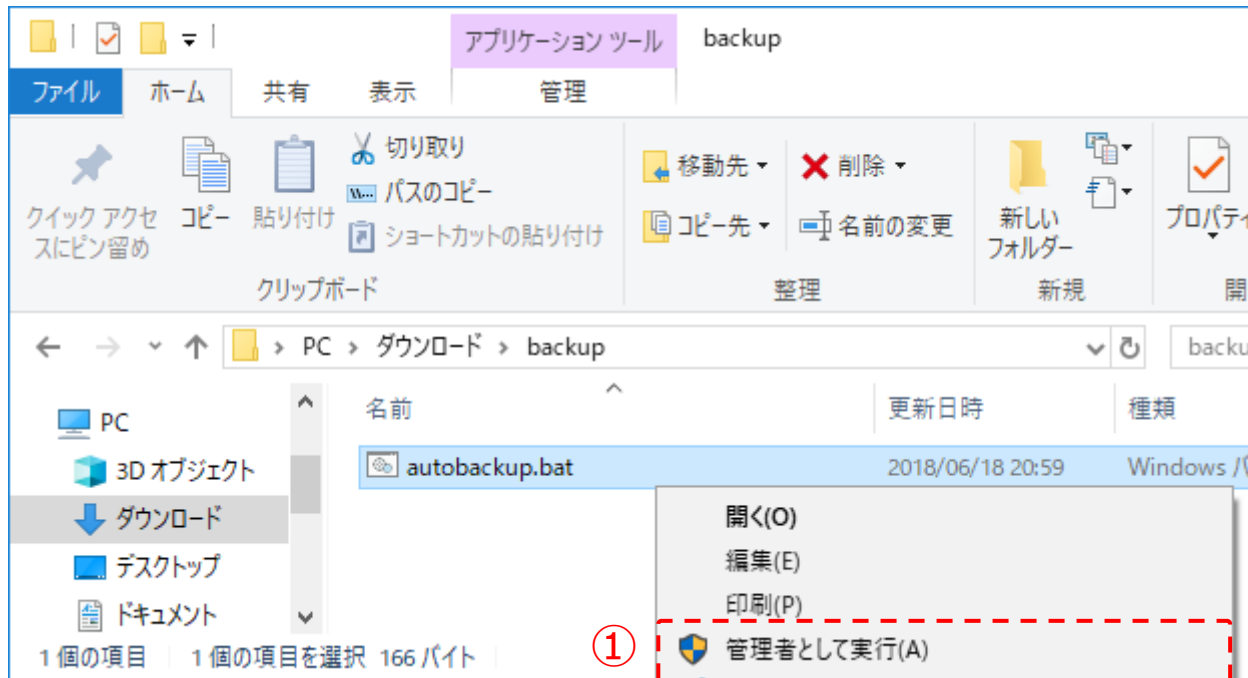 アプリケーション ツール backup
ファイル ホーム 共有 表示 管理
クイック アクセ
スにピン留め
コピー
貼り付け
切り取り
パスのコピー
ショートカットの貼り付け
移動先
コピー先
削除
名前の変更
新しい
フォルダー
プロパティ
クリップボード 整理 新規 開
PC ダウンロード backup backu
名前 更新日時 種類
PC
3D オブジェクト
ダウンロード
デスクトップ
ドキュメント
autobackup.bat 2018/06/18 20:59 Windows バ
開く(O)
編集(E)
印刷(P)
① 管理者として実行(A)
1 個の項目 1 個の項目を選択 166 バイト